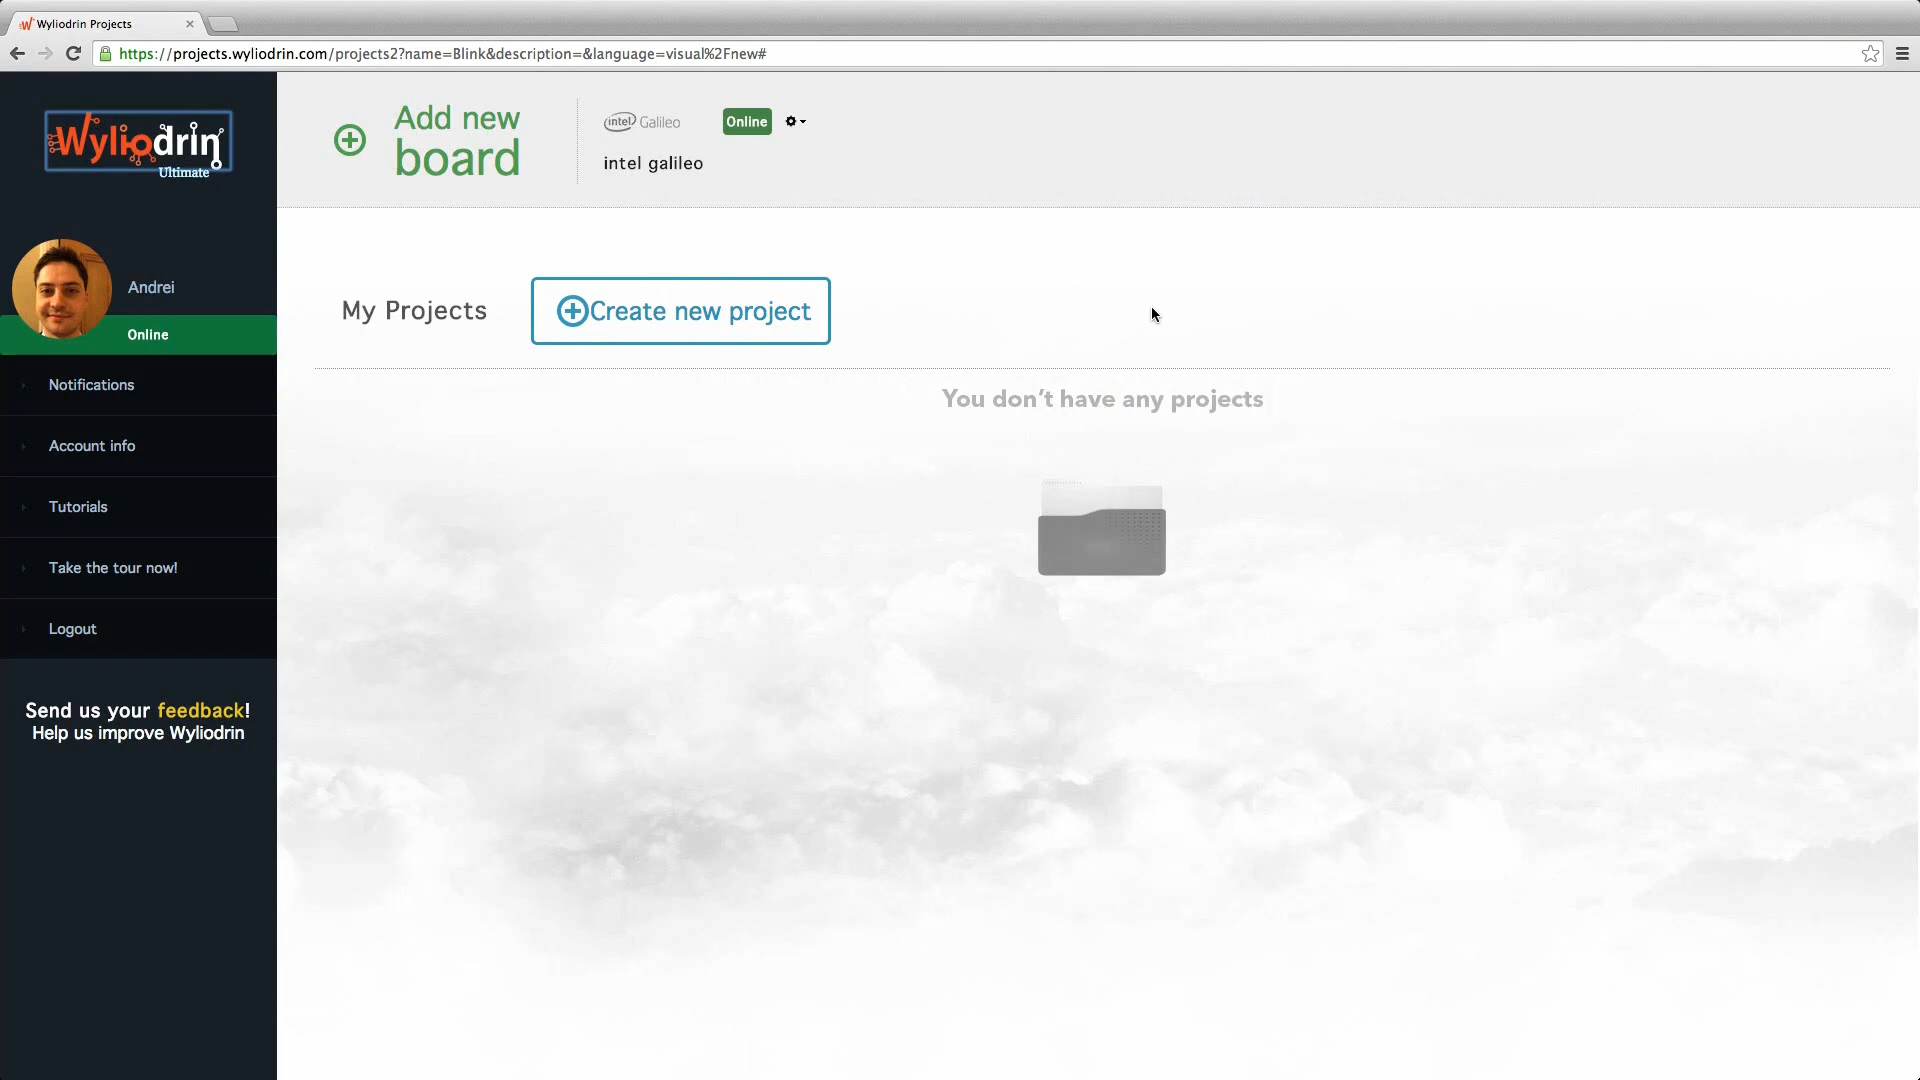 Wyliodrin Projects
https://projects.wyliodrin.com/projects2?name=Blink&description=&language=visual%2Fnew#
Wyliodrin
Ultimate
Andrei
Online
Notifications
Account info
Tutorials
Take the tour now!
Logout
Send us your feedback!
Help us improve Wyliodrin
Add new
board
intel Galileo
Online
intel galileo
My Projects
Create new project
You don't have any projects